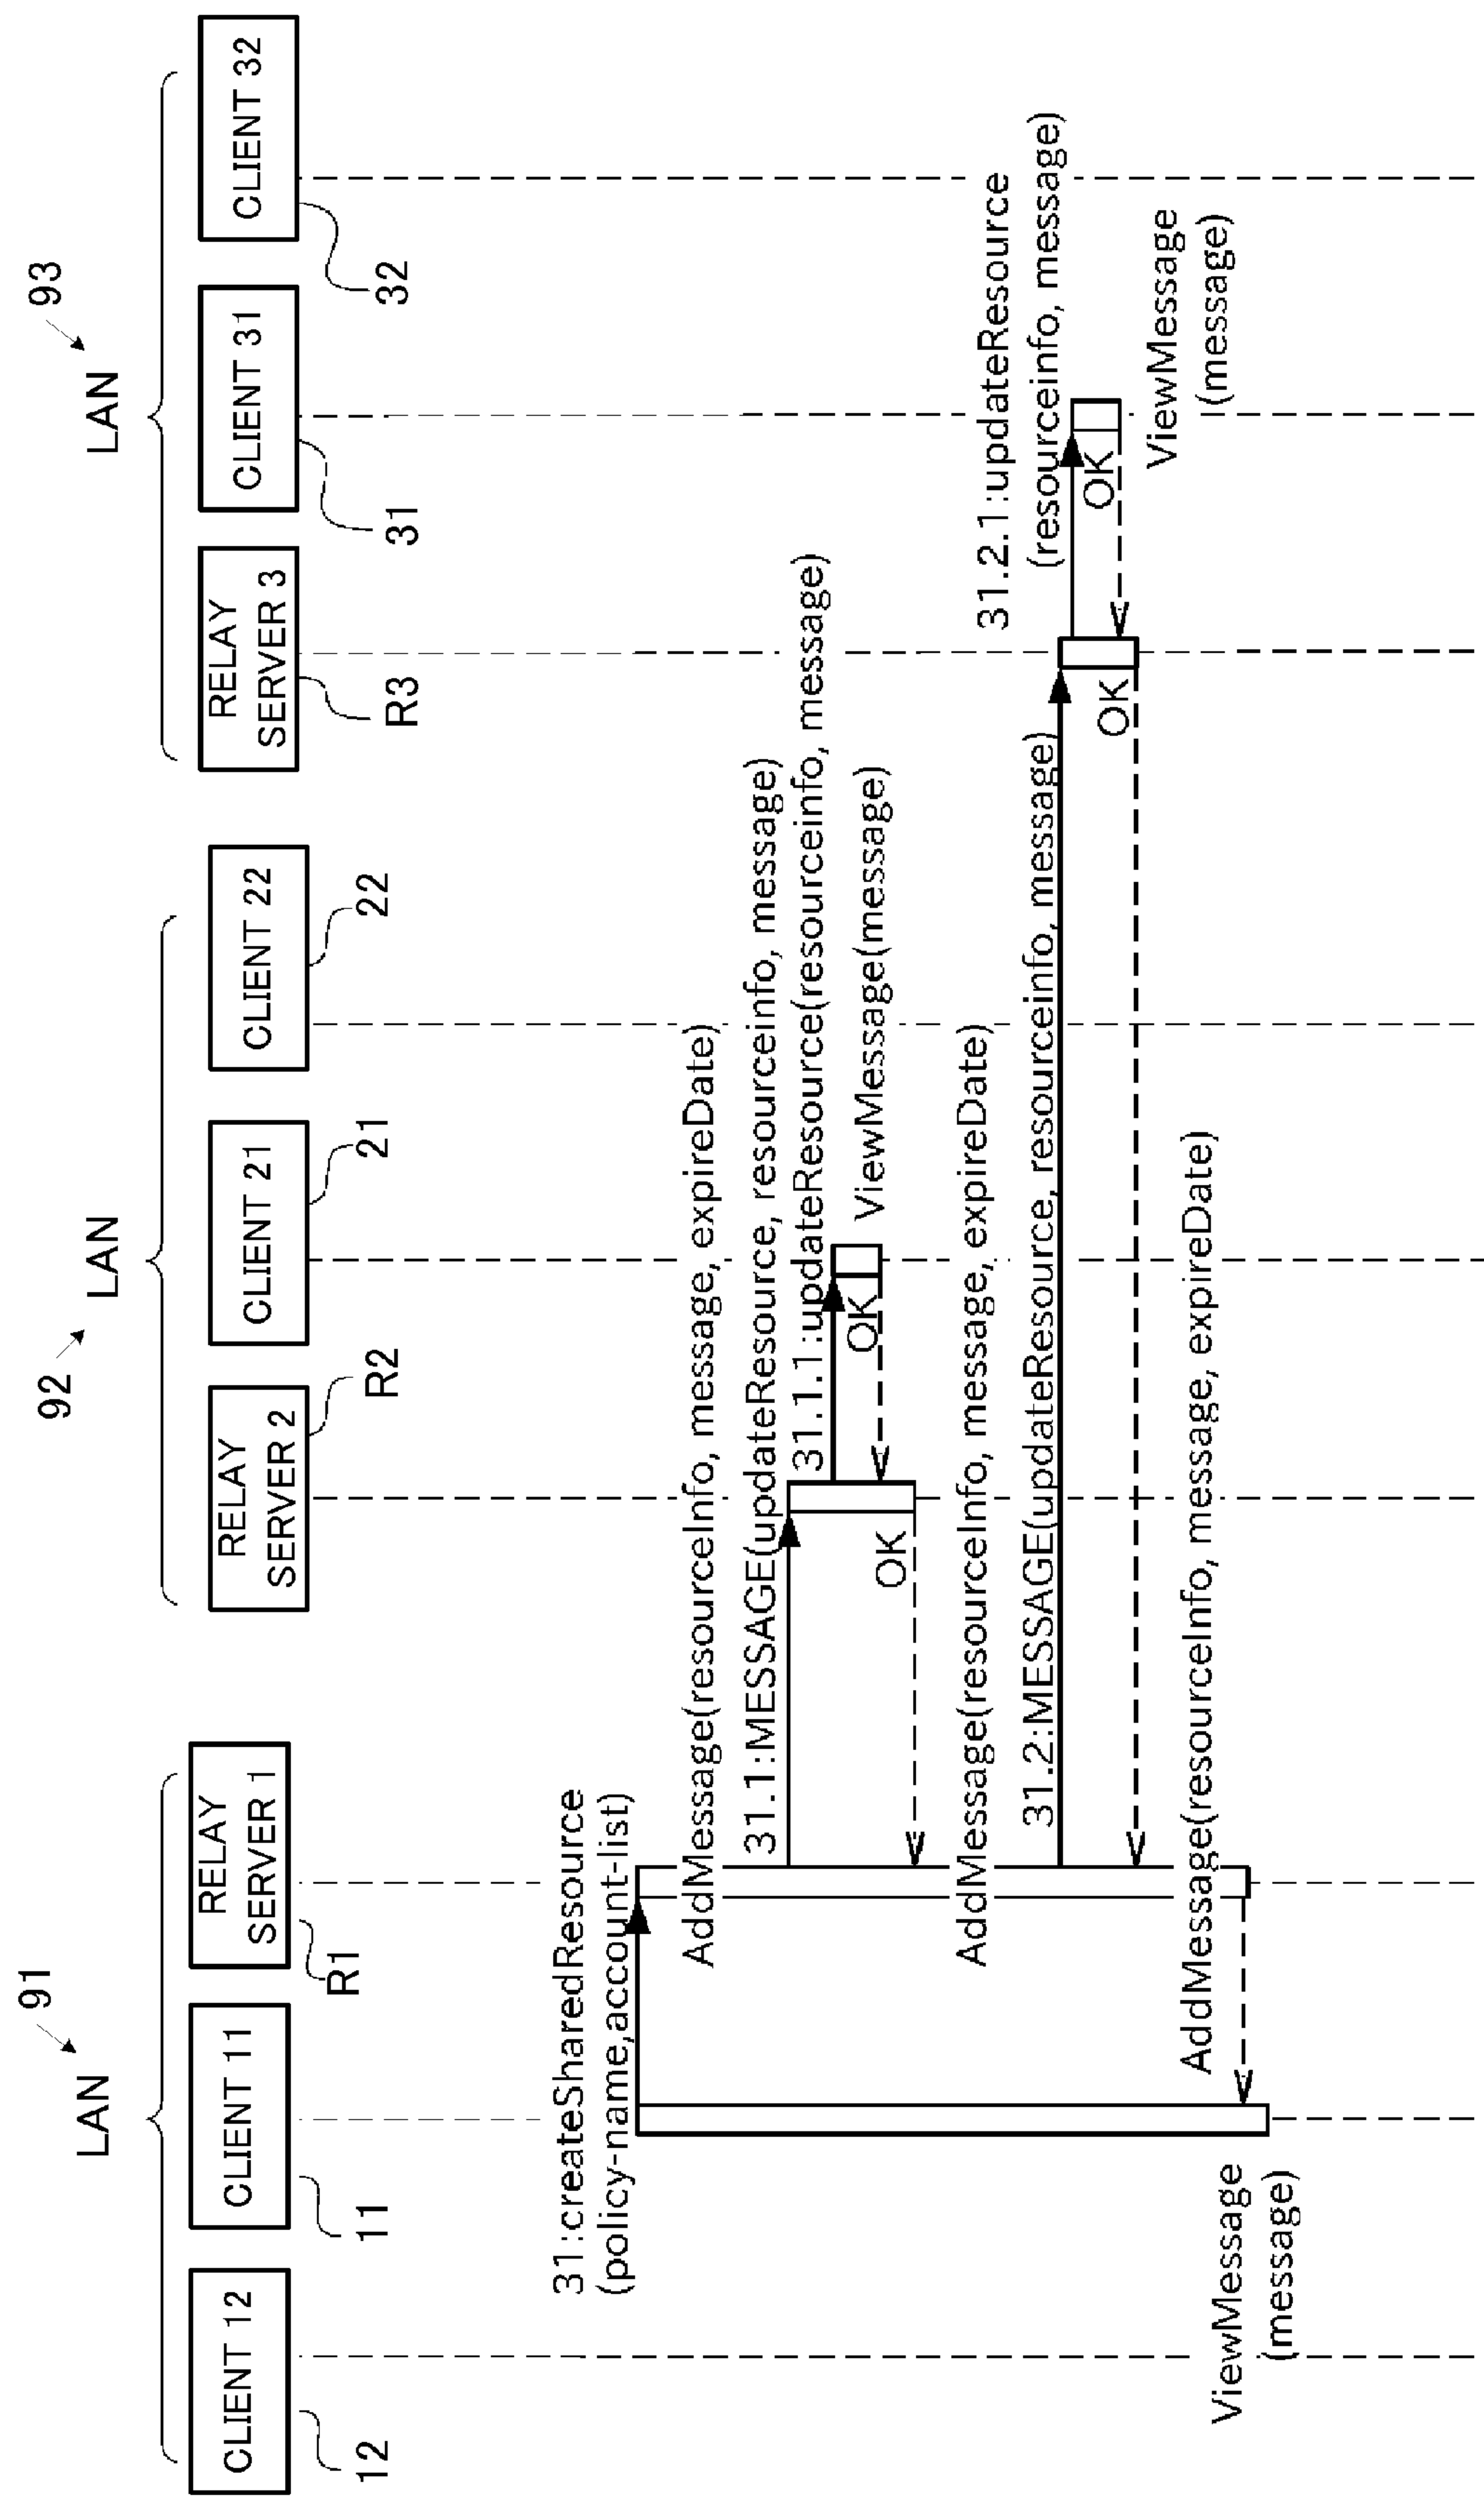 91
LAN
92
LAN
93
LAN
CLIENT 12
CLIENT 11
RELAY
SERVER 1
RELAY
SERVER 2
CLIENT 21
CLIENT 22
RELAY
SERVER 3
CLIENT 31
CLIENT 32
12
11
R1
R2
21
22
R3
31
32
31:createSharedResource
(policy-name,account-list)
AddMessage(resourceInfo, message, expireDate)
31.1:MESSAGE(updateResource, resourceinfo, message)
31.1.1:updateResource(resourceinfo, message)
OK
ViewMessage(message)
OK
AddMessage(resourceInfo, message, expireDate)
31.2:MESSAGE(updateResource, resourceinfo, message)
31.2.1:updateResource
(resourceinfo, message)
OK
OK
ViewMessage
(message)
AddMessage(resourceInfo, message, expireDate)
ViewMessage
(message)